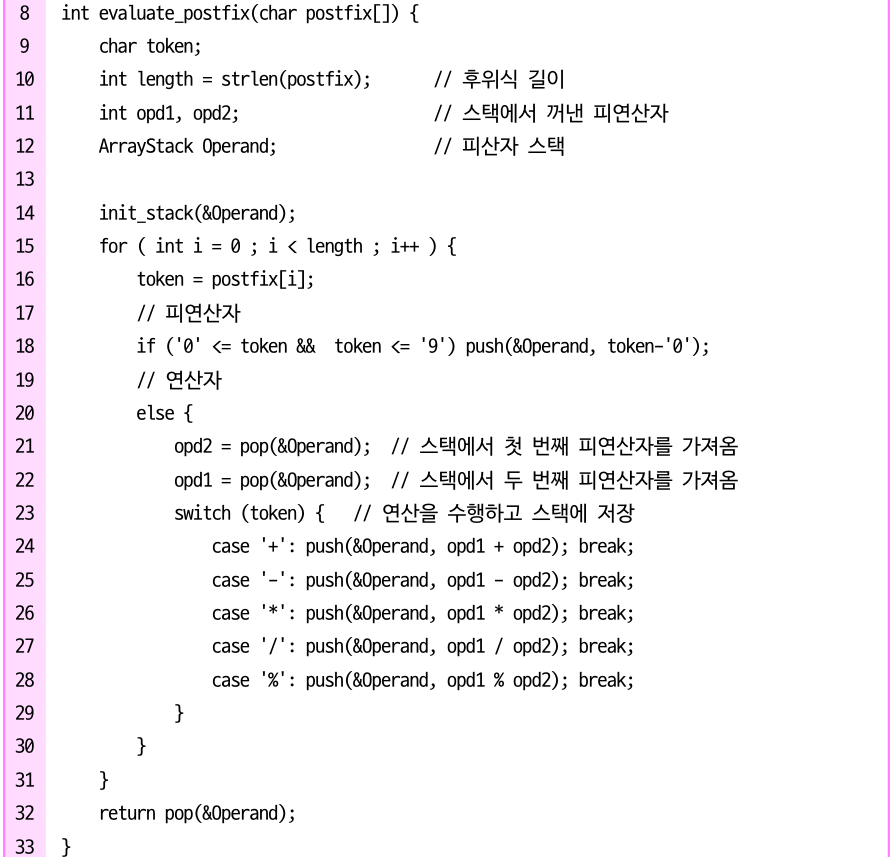 8 int evaluate_postfix(char postfix[]) {
9 char token;
10 int length = strlen(postfix); // 후위식 길이
11 int opd1, opd2; // 스택에서 꺼낸 피연산자
12 ArrayStack Operand; // 피산자 스택
13
14 init_stack(&Operand);
15 for ( int i = 0 ; i < length ; i++ ) {
16 token = postfix[i];
17 // 피연산자
18 if ('0' <= token &&  token <= '9') push(&Operand, token-'0');
19 // 연산자
20 else {
21 opd2 = pop(&Operand); // 스택에서 첫 번째 피연산자를 가져옴
22 opd1 = pop(&Operand); // 스택에서 두 번째 피연산자를 가져옴
23 switch (token) { // 연산을 수행하고 스택에 저장
24 case '+': push(&Operand, opd1 + opd2); break;
25 case '-': push(&Operand, opd1 - opd2); break;
26 case '*': push(&Operand, opd1 * opd2); break;
27 case '/': push(&Operand, opd1 / opd2); break;
28 case '%': push(&Operand, opd1 % opd2); break;
29 }
30 }
31 }
32 return pop(&Operand);
33 }